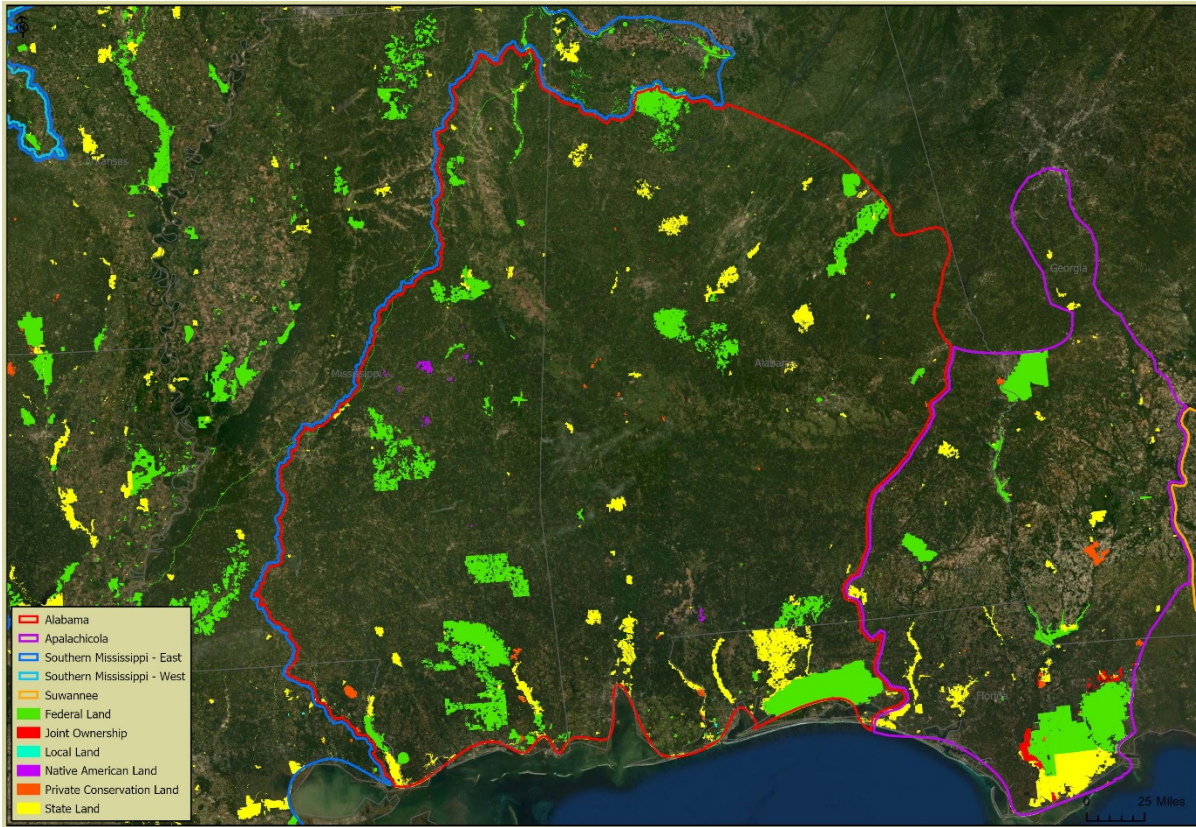 Arkansas
Georgia
Mississippi
Alabama
Florida
Alabama
Apalachicola
Southern Mississippi - East
Southern Mississippi - West
Suwannee
Federal Land
Joint Ownership
Local Land
Native American Land
Private Conservation Land
State Land
0 25 Miles